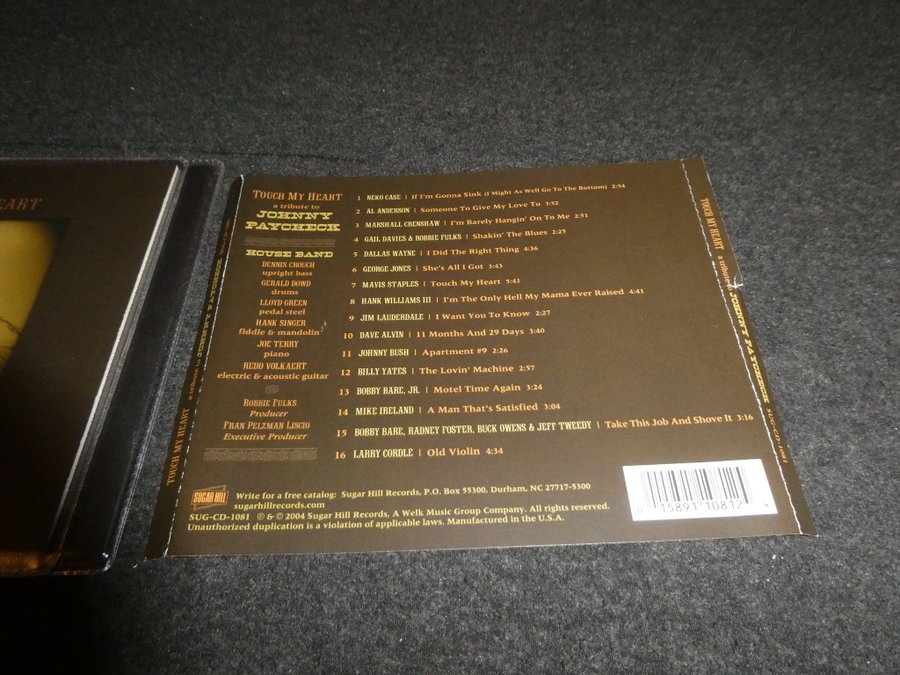 HEART
TOUCH MY HEART a tribute to JOHNNY PAYCHECK
TOUCH MY HEART
a tribute to
JOHNNY
PAYCHECK
HOUSE BAND
DENNIS CROUCH
upright bass
GERALD DOWD
drums
LLOYD GREEN
pedal steel
HANK SINGER
fiddle & mandolin
JOE TERRY
piano
REDD VOLKAERT
electric & acoustic guitar
ROBBIE FULKS
Producer
FRAN PELZMAN LISCIO
Executive Producer
1 NEKO CASE | If I'm Gonna Sink (I Might As Well Go To The Bottom) 2:54
2 AL ANDERSON | Someone To Give My Love To 3:52
3 MARSHALL CRENSHAW | I'm Barely Hangin' On To Me 2:51
4 GAIL DAVIES & ROBBIE FULKS | Shakin' The Blues 2:25
5 DALLAS WAYNE | I Did The Right Thing 4:36
6 GEORGE JONES | She's All I Got 3:43
7 MAVIS STAPLES | Touch My Heart 5:41
8 HANK WILLIAMS III | I'm The Only Hell My Mama Ever Raised 4:41
9 JIM LAUDERDALE | I Want You To Know 2:27
10 DAVE ALVIN | 11 Months And 29 Days 3:40
11 JOHNNY BUSH | Apartment #9 2:26
12 BILLY YATES | The Lovin' Machine 2:57
13 BOBBY BARE, JR. | Motel Time Again 3:24
14 MIKE IRELAND | A Man That's Satisfied 3:04
15 BOBBY BARE, RADNEY FOSTER, BUCK OWENS & JEFF TWEEDY | Take This Job And Shove It 3:16
16 LARRY CORDLE | Old Violin 4:34
SUGAR HILL
Write for a free catalog: Sugar Hill Records, P.O. Box 55300, Durham, NC 27717-5300
sugarhillrecords.com
SUG-CD-1081 ℗ & © 2004 Sugar Hill Records, A Welk Music Group Company. All rights reserved.
Unauthorized duplication is a violation of applicable laws. Manufactured in the U.S.A.
0 15891 10812 9
TOUCH MY HEART a tribute JOHNNY PAYCHECK SUG-CD-1081